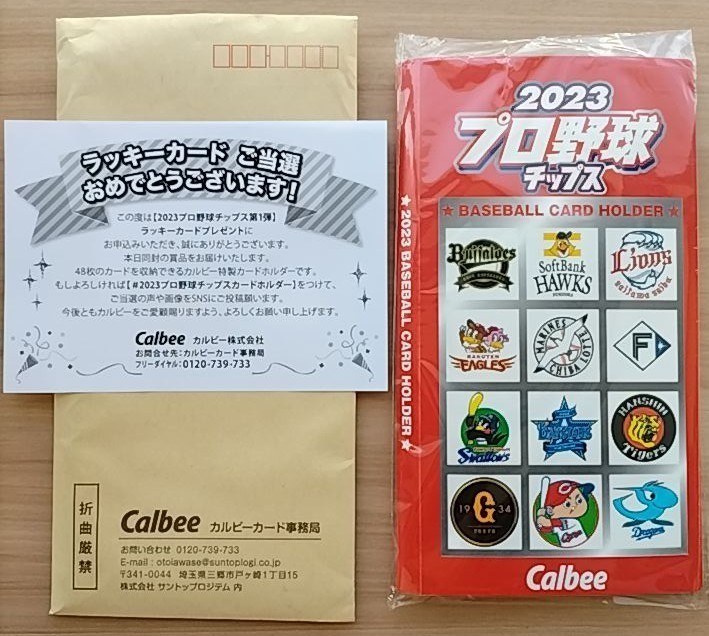 ラッキーカード ご当選
おめでとうございます!
この度は【2023プロ野球チップス第1弾】
ラッキーカードプレゼントに
お申込みいただき、誠にありがとうございます。
本日同封の賞品をお届けいたします。
48枚のカードを収納できるカルビー特製カードホルダーです。
もしよろしければ【#2023プロ野球チップスカードホルダー】をつけて、
ご当選の声や画像をSNSにご投稿願います。
今後ともカルビーをご愛顧賜りますよう、よろしくお願い申し上げます。
Calbee カルビー株式会社
お問合せ先:カルビーカード事務局
フリーダイヤル:0120-739-733
折曲厳禁
Calbee カルビーカード事務局
お問い合わせ 0120-739-733
E-mail : otoiawase@suntoplogi.co.jp
〒341-0044 埼玉県三郷市戸ヶ崎1丁目15
株式会社 サントップロジテム 内
★ 2023 BASEBALL CARD HOLDER ★
2023
プロ野球
チップス
★ BASEBALL CARD HOLDER ★
Buffaloes
SoftBank
HAWKS
Lions
saitama seibu
RAKUTEN
EAGLES
MARINES
CHIBA LOTTE
F
Swallows
BAYSTARS
HANSHIN
Tigers
19 G 34
TOKYO
Carp
Dragons
Calbee